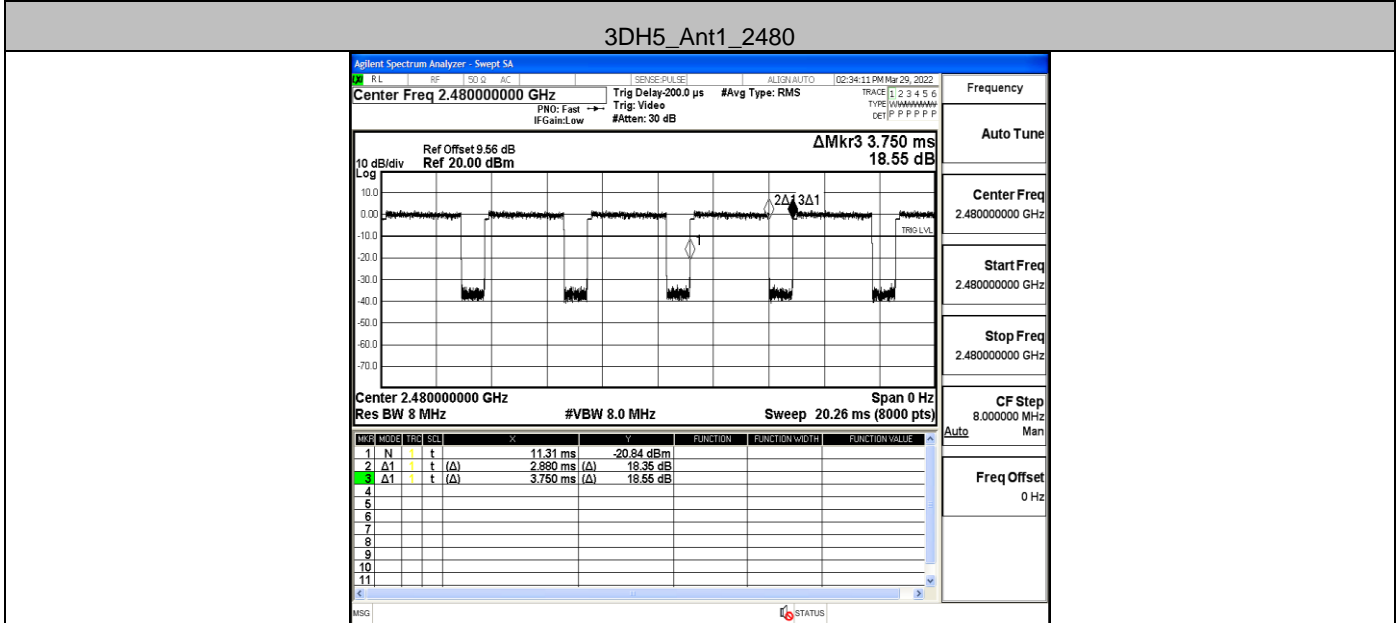 3DH5_Ant1_2480
Agilent Spectrum Analyzer - Swept SA
RL RF 50 Ω AC SENSE:PULSE ALIGN AUTO 02:34:11 PM Mar 29, 2022
Center Freq 2.480000000 GHz
PNO: Fast
IFGain:Low
Trig Delay-200.0 µs
Trig: Video
#Atten: 30 dB
#Avg Type: RMS
TRACE 1 2 3 4 5 6
TYPE
DET P P P P P P
ΔMkr3 3.750 ms
18.55 dB
Ref Offset 9.56 dB
10 dB/div Ref 20.00 dBm
Log
10.0
0.00
-10.0
-20.0
-30.0
-40.0
-50.0
-60.0
-70.0
2Δ1 3Δ1
TRIG LVL
1
Center 2.480000000 GHz Span 0 Hz
Res BW 8 MHz #VBW 8.0 MHz Sweep 20.26 ms (8000 pts)
MKR MODE TRC SCL X Y FUNCTION FUNCTION WIDTH FUNCTION VALUE
1 N 1 t 11.31 ms -20.84 dBm
2 Δ1 1 t (Δ) 2.880 ms (Δ) 18.35 dB
3 Δ1 1 t (Δ) 3.750 ms (Δ) 18.55 dB
4
5
6
7
8
9
10
11
MSG STATUS
Frequency
Auto Tune
Center Freq
2.480000000 GHz
Start Freq
2.480000000 GHz
Stop Freq
2.480000000 GHz
CF Step
8.000000 MHz
Auto Man
Freq Offset
0 Hz